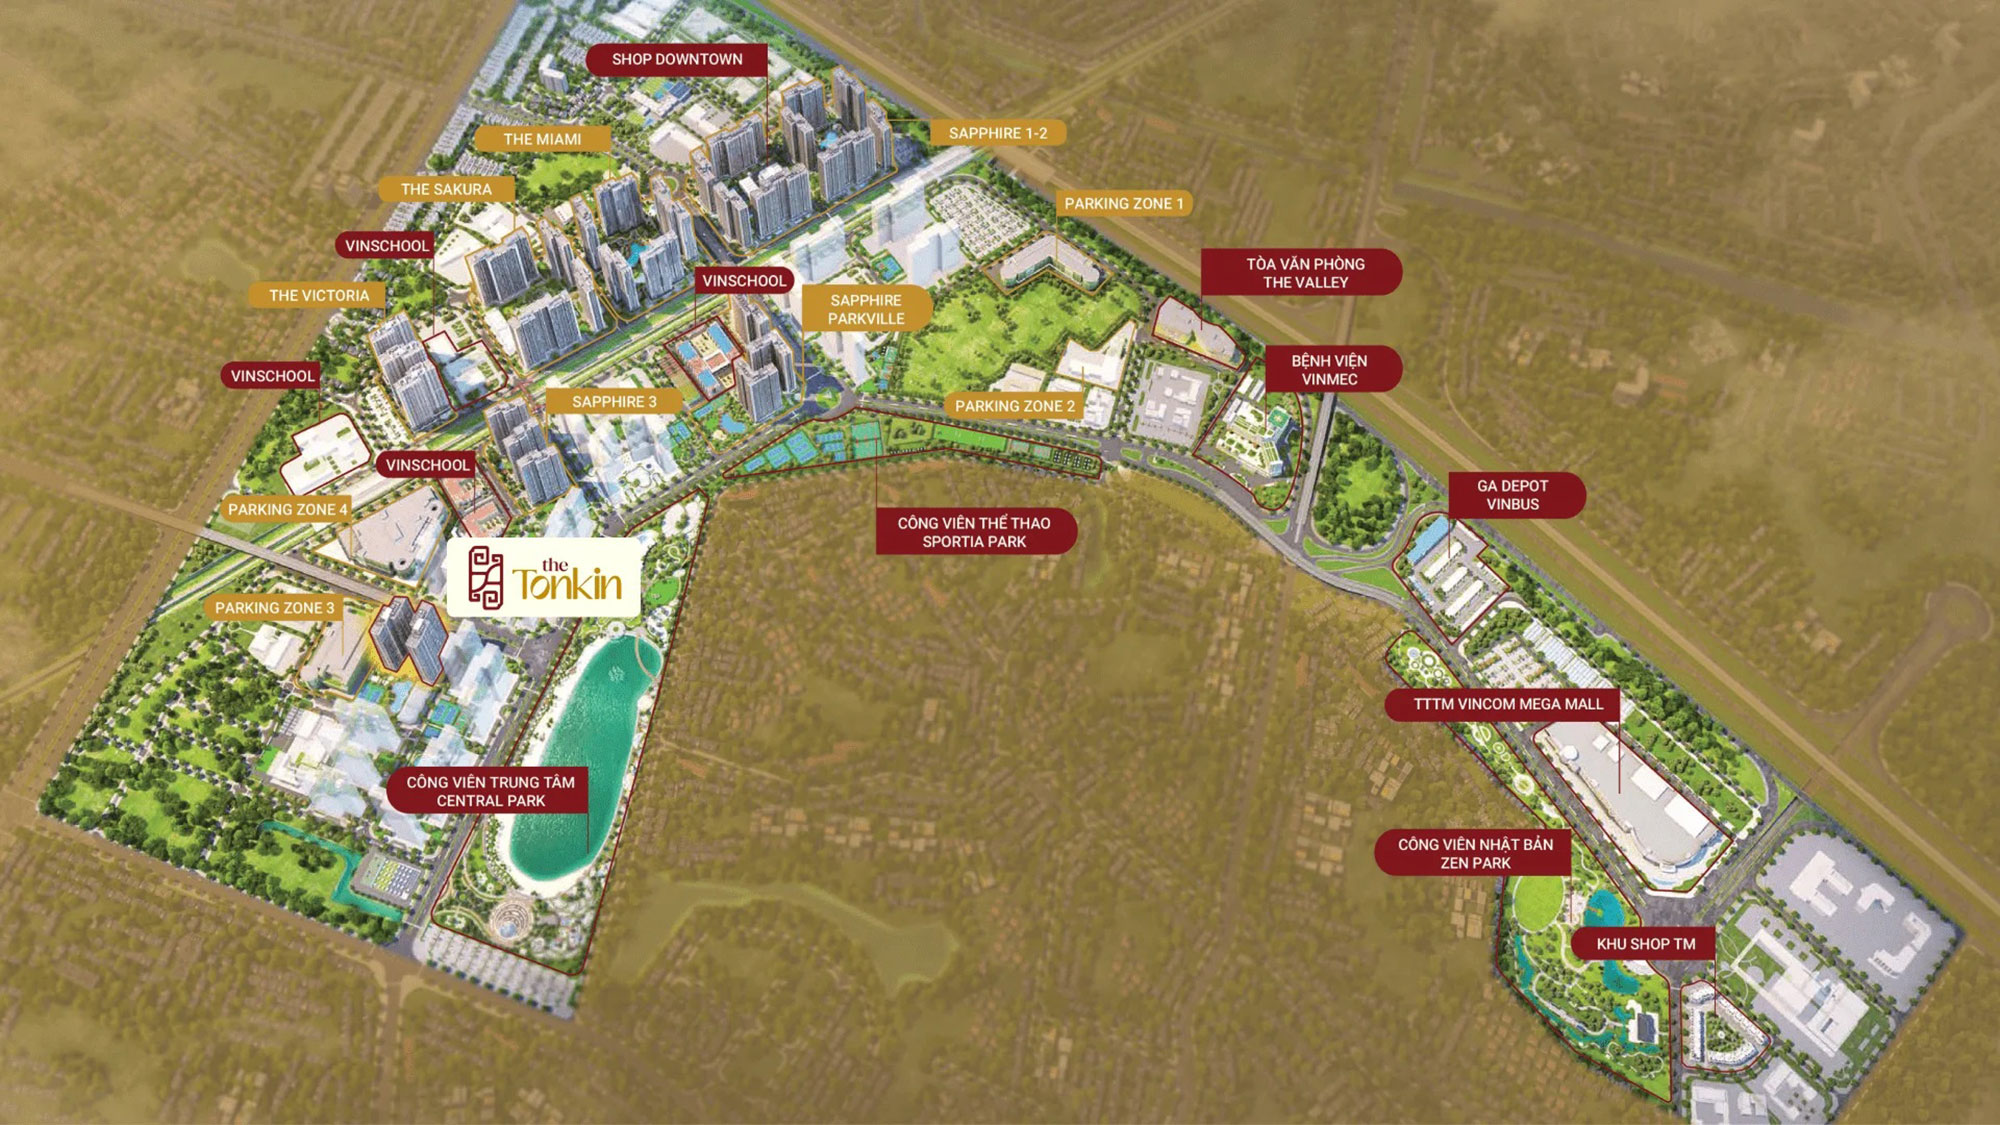 SHOP DOWNTOWN
THE MIAMI
SAPPHIRE 1-2
THE SAKURA
PARKING ZONE 1
VINSCHOOL
TÒA VĂN PHÒNG
THE VALLEY
VINSCHOOL
THE VICTORIA
SAPPHIRE
PARKVILLE
VINSCHOOL
BỆNH VIỆN
VINMEC
SAPPHIRE 3
PARKING ZONE 2
VINSCHOOL
GA DEPOT
VINBUS
PARKING ZONE 4
CÔNG VIÊN THỂ THAO
SPORTIA PARK
the
Tonkin
PARKING ZONE 3
TTTM VINCOM MEGA MALL
CÔNG VIÊN TRUNG TÂM
CENTRAL PARK
CÔNG VIÊN NHẬT BẢN
ZEN PARK
KHU SHOP TM